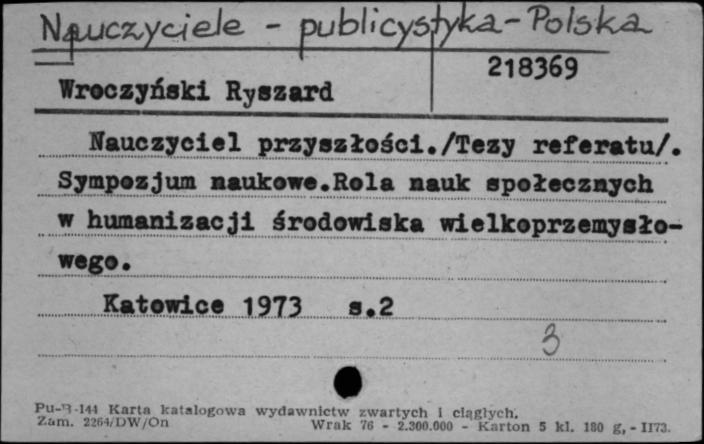 Nauczyciele - publicystyka - Polska
218369
Wroczyński Ryszard
Nauczyciel przyszłości./Tezy referatu/.
Sympozjum naukowe.Rola nauk społecznych
w humanizacji środowiska wielkoprzemysło-
wego.
Katowice 1973 s.2
3
Pu-B-144 Karta katalogowa wydawnictw zwartych i ciągłych.
Zam. 2264/DW/On Wrak 76 - 2.300.000 - Karton 5 kl. 180 g, - II73.